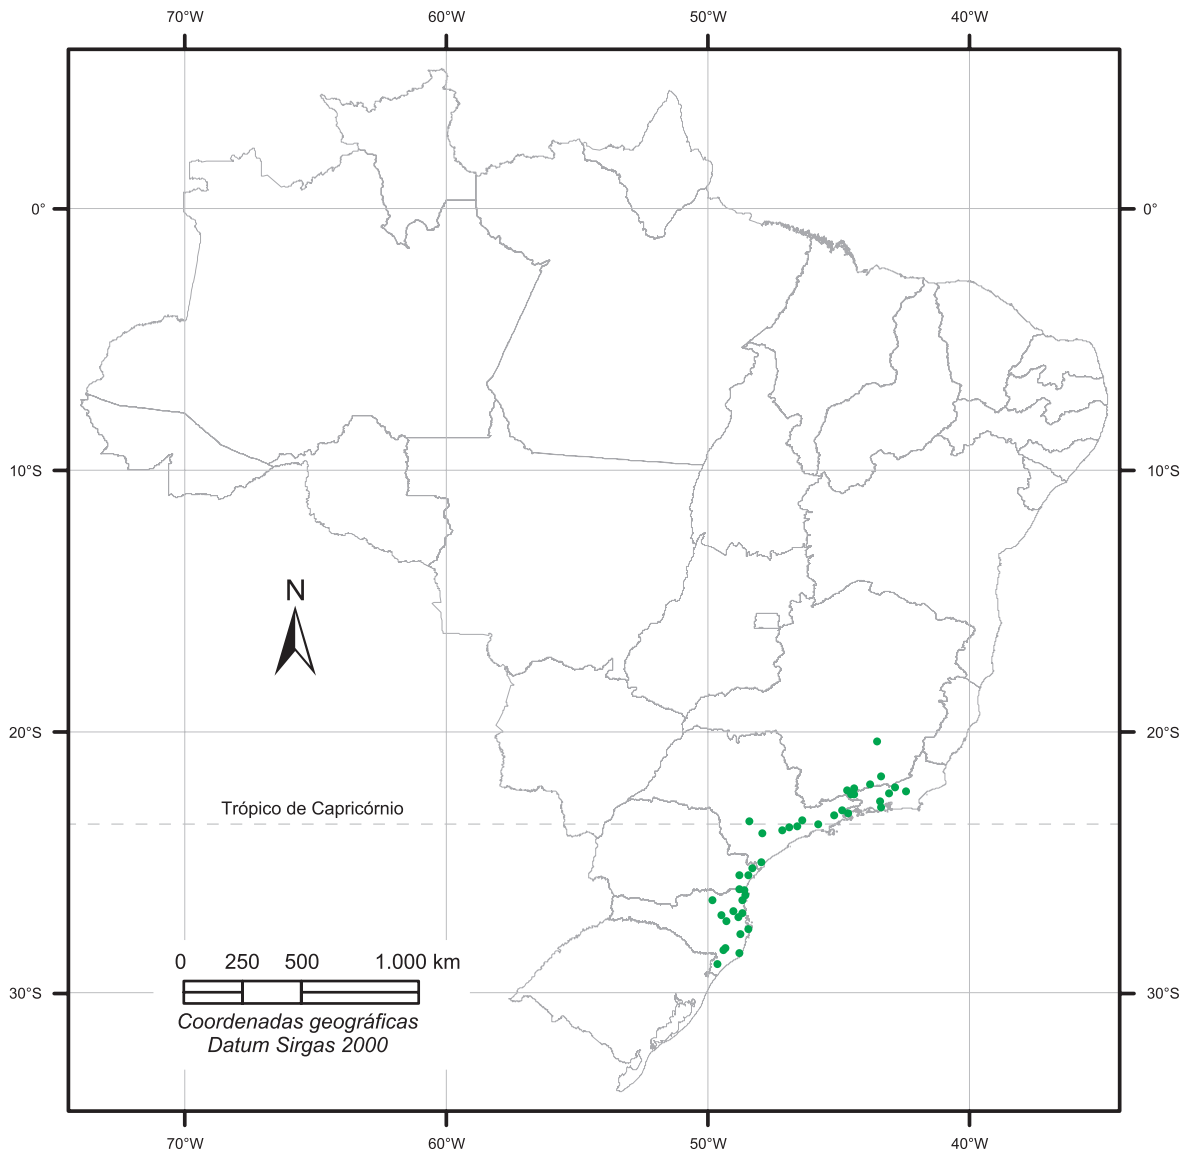 70°W 60°W 50°W 40°W
0° 0°
10°S 10°S
N
20°S 20°S
Trópico de Capricórnio
0 250 500 1.000 km
30°S 30°S
Coordenadas geográficas
Datum Sirgas 2000
70°W 60°W 50°W 40°W